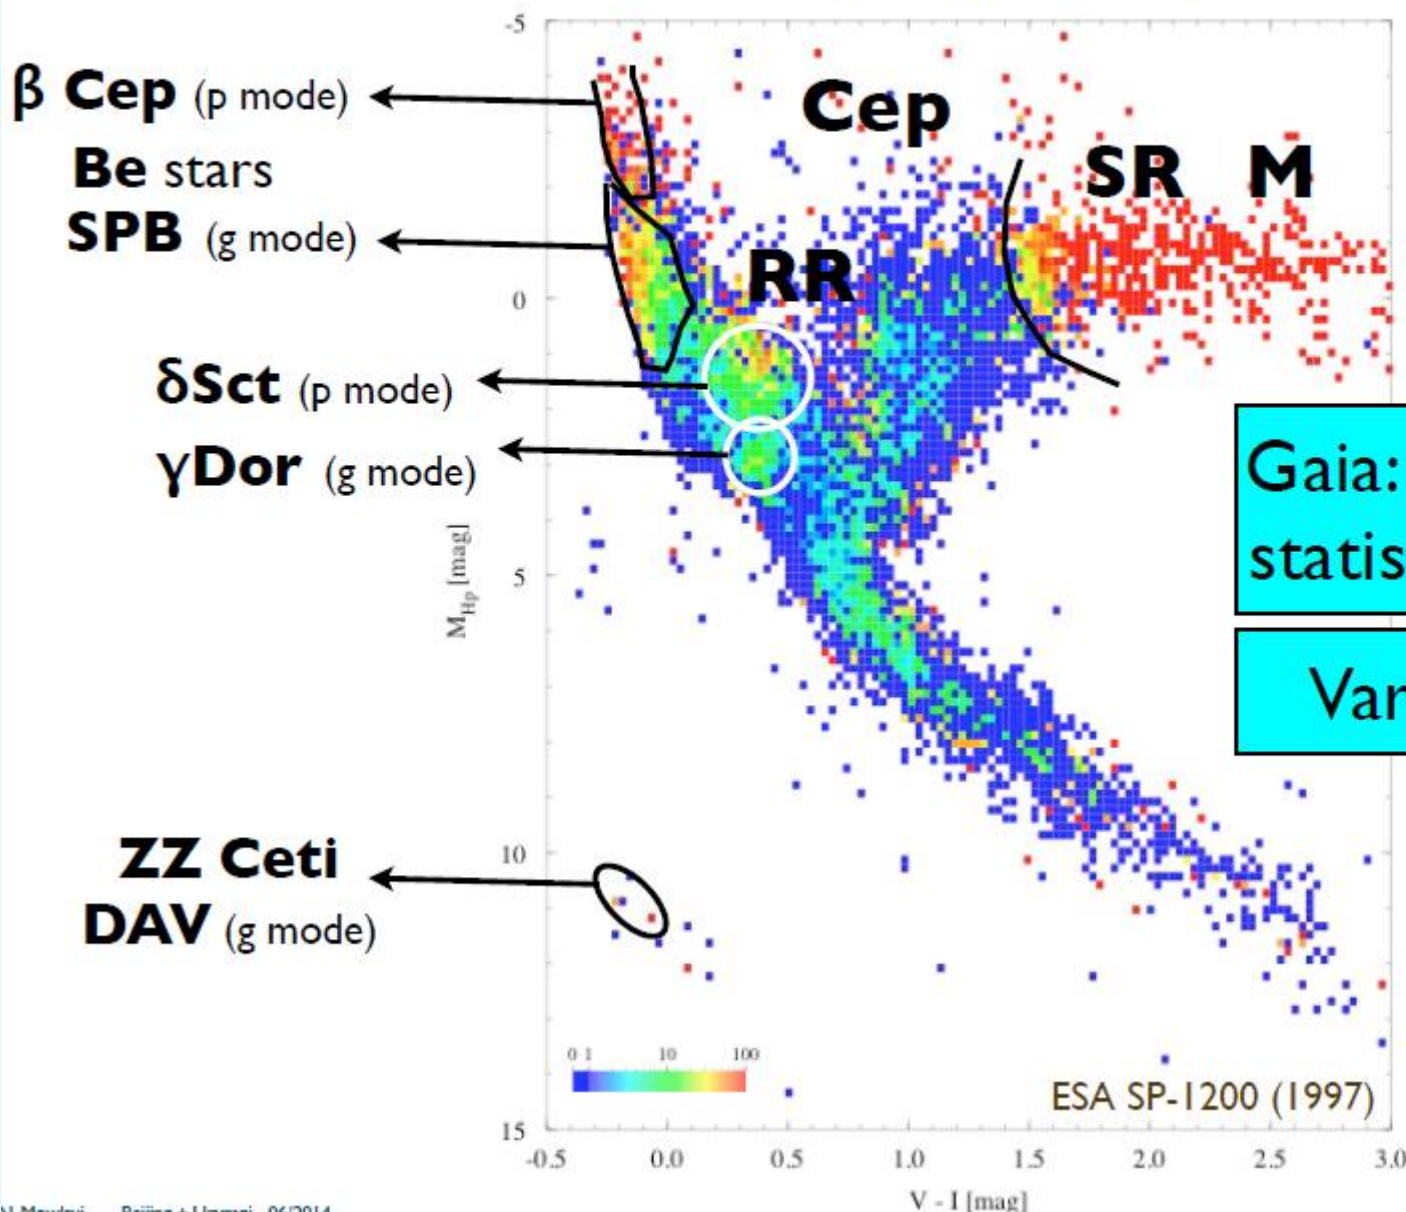 -5
β Cep (p mode)
Cep
Be stars
SR M
SPB (g mode)
RR
0
δSct (p mode)
γDor (g mode)
Gaia:
statis
M_Hp [mag]
5
Var
ZZ Ceti
10
DAV (g mode)
0 1 10 100
ESA SP-1200 (1997)
15
-0.5 0.0 0.5 1.0 1.5 2.0 2.5 3.0
V - I [mag]
06/2014